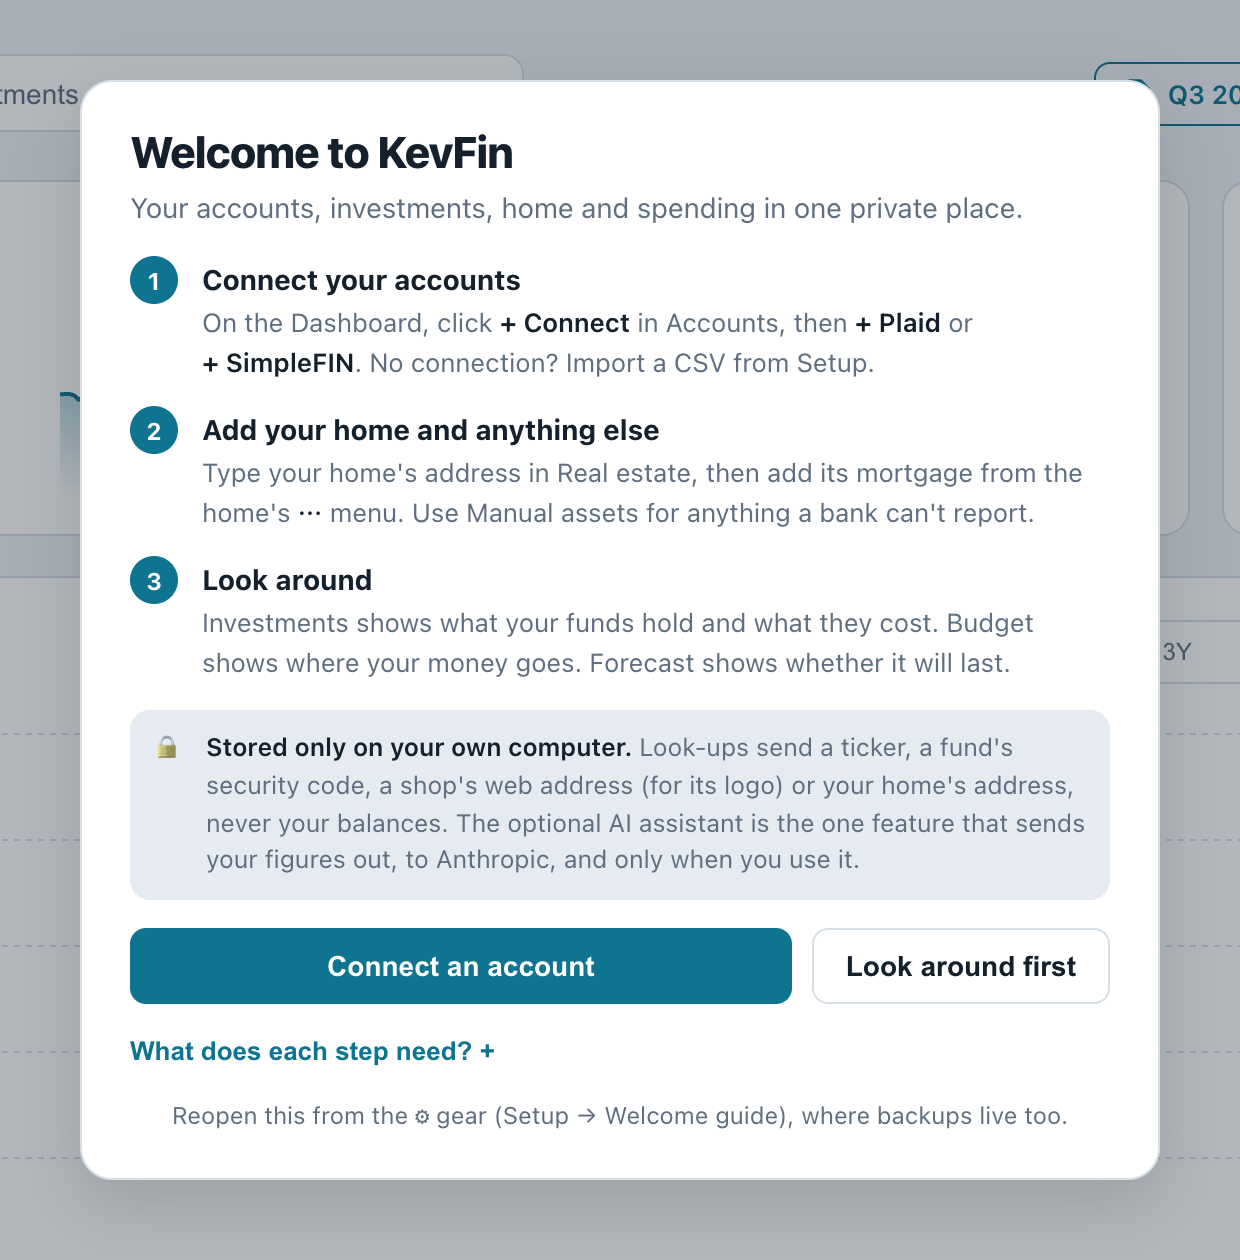 tments
Q3 20
Welcome to KevFin
Your accounts, investments, home and spending in one private place.
1
Connect your accounts
On the Dashboard, click + Connect in Accounts, then + Plaid or
+ SimpleFIN. No connection? Import a CSV from Setup.
2
Add your home and anything else
Type your home's address in Real estate, then add its mortgage from the
home's ··· menu. Use Manual assets for anything a bank can't report.
3
Look around
Investments shows what your funds hold and what they cost. Budget
shows where your money goes. Forecast shows whether it will last.
3Y
🔒 Stored only on your own computer. Look-ups send a ticker, a fund's
security code, a shop's web address (for its logo) or your home's address,
never your balances. The optional AI assistant is the one feature that sends
your figures out, to Anthropic, and only when you use it.
Connect an account
Look around first
What does each step need? +
Reopen this from the ⚙ gear (Setup → Welcome guide), where backups live too.